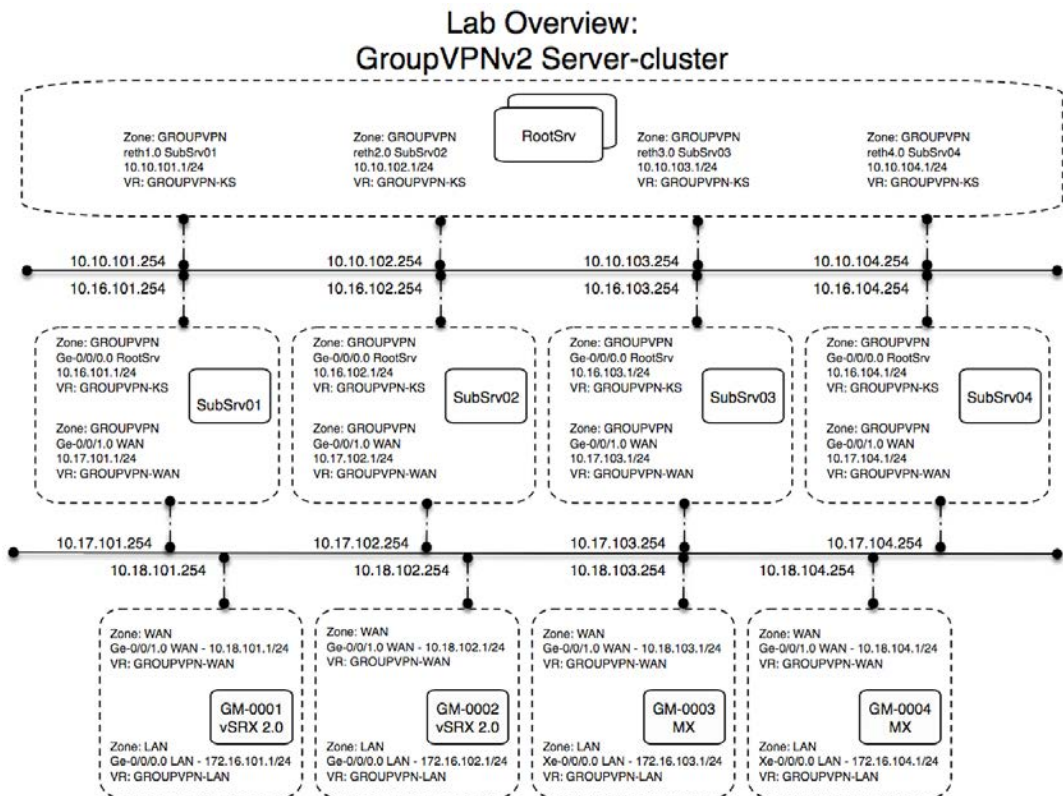 Lab Overview:
GroupVPNv2 Server-cluster
RootSrv
Zone: GROUPVPN
reth1.0 SubSrv01
10.10.101.1/24
VR: GROUPVPN-KS
Zone: GROUPVPN
reth2.0 SubSrv02
10.10.102.1/24
VR: GROUPVPN-KS
Zone: GROUPVPN
reth3.0 SubSrv03
10.10.103.1/24
VR: GROUPVPN-KS
Zone: GROUPVPN
reth4.0 SubSrv04
10.10.104.1/24
VR: GROUPVPN-KS
10.10.101.254
10.10.102.254
10.10.103.254
10.10.104.254
10.16.101.254
10.16.102.254
10.16.103.254
10.16.104.254
Zone: GROUPVPN
Ge-0/0/0.0 RootSrv
10.16.101.1/24
VR: GROUPVPN-KS
SubSrv01
Zone: GROUPVPN
Ge-0/0/1.0 WAN
10.17.101.1/24
VR: GROUPVPN-WAN
Zone: GROUPVPN
Ge-0/0/0.0 RootSrv
10.16.102.1/24
VR: GROUPVPN-KS
SubSrv02
Zone: GROUPVPN
Ge-0/0/1.0 WAN
10.17.102.1/24
VR: GROUPVPN-WAN
Zone: GROUPVPN
Ge-0/0/0.0 RootSrv
10.16.103.1/24
VR: GROUPVPN-KS
SubSrv03
Zone: GROUPVPN
Ge-0/0/1.0 WAN
10.17.103.1/24
VR: GROUPVPN-WAN
Zone: GROUPVPN
Ge-0/0/0.0 RootSrv
10.16.104.1/24
VR: GROUPVPN-KS
SubSrv04
Zone: GROUPVPN
Ge-0/0/1.0 WAN
10.17.104.1/24
VR: GROUPVPN-WAN
10.17.101.254
10.17.102.254
10.17.103.254
10.17.104.254
10.18.101.254
10.18.102.254
10.18.103.254
10.18.104.254
Zone: WAN
Ge-0/0/1.0 WAN - 10.18.101.1/24
VR: GROUPVPN-WAN
GM-0001
vSRX 2.0
Zone: LAN
Ge-0/0/0.0 LAN - 172.16.101.1/24
VR: GROUPVPN-LAN
Zone: WAN
Ge-0/0/1.0 WAN - 10.18.102.1/24
VR: GROUPVPN-WAN
GM-0002
vSRX 2.0
Zone: LAN
Ge-0/0/0.0 LAN - 172.16.102.1/24
VR: GROUPVPN-LAN
Zone: WAN
Ge-0/0/1.0 WAN - 10.18.103.1/24
VR: GROUPVPN-WAN
GM-0003
MX
Zone: LAN
Xe-0/0/0.0 LAN - 172.16.103.1/24
VR: GROUPVPN-LAN
Zone: WAN
Ge-0/0/1.0 WAN - 10.18.104.1/24
VR: GROUPVPN-WAN
GM-0004
MX
Zone: LAN
Xe-0/0/0.0 LAN - 172.16.104.1/24
VR: GROUPVPN-LAN